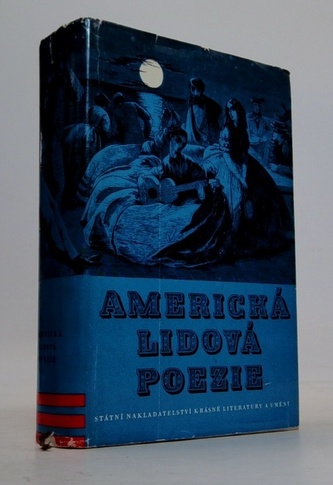 AMERICKÁ
LIDOVÁ
POEZIE
STÁTNÍ NAKLADATELSTVÍ KRÁSNÉ LITERATURY A UMĚNÍ